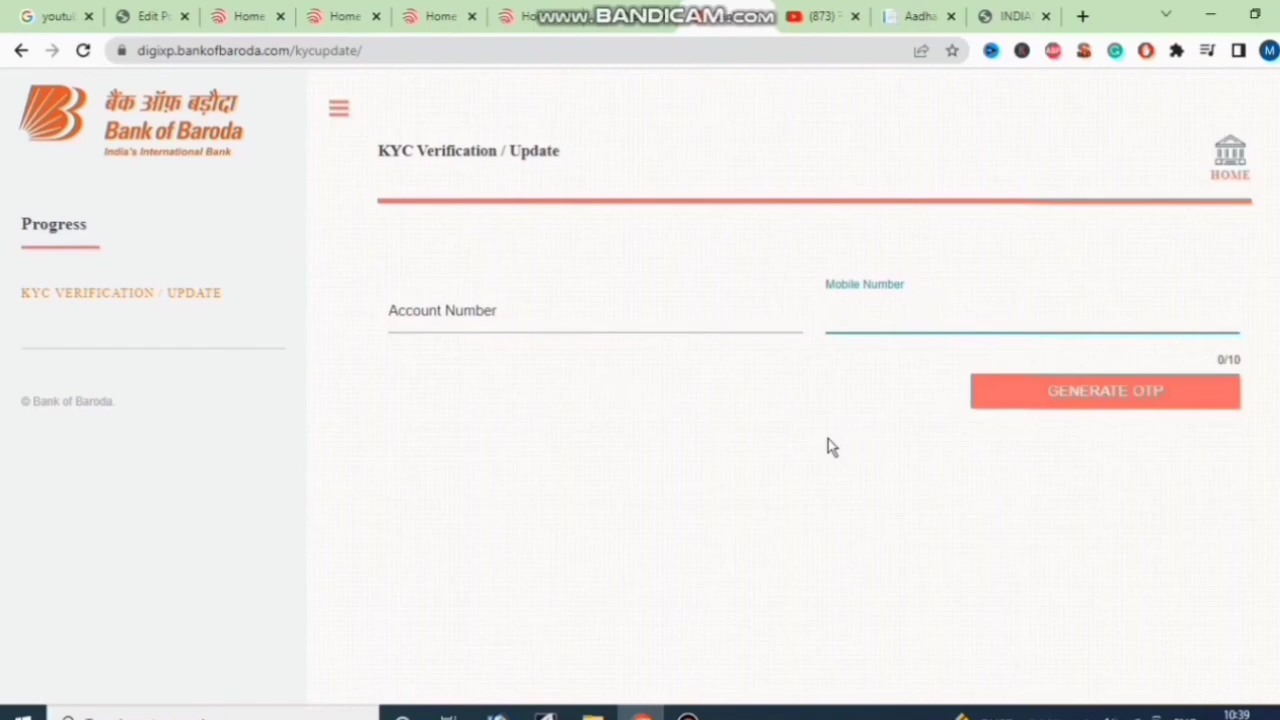 youtul
Edit P
Home
Home
Home
Ho
www.BANDICAM.com
(873)
Aadha
INDIA
digixp.bankofbaroda.com/kycupdate/
ABP
M
बैंक ऑफ़ बड़ौदा
Bank of Baroda
India's International Bank
KYC Verification / Update
HOME
Progress
KYC VERIFICATION / UPDATE
Account Number
Mobile Number
0/10
GENERATE OTP
© Bank of Baroda.
10:39